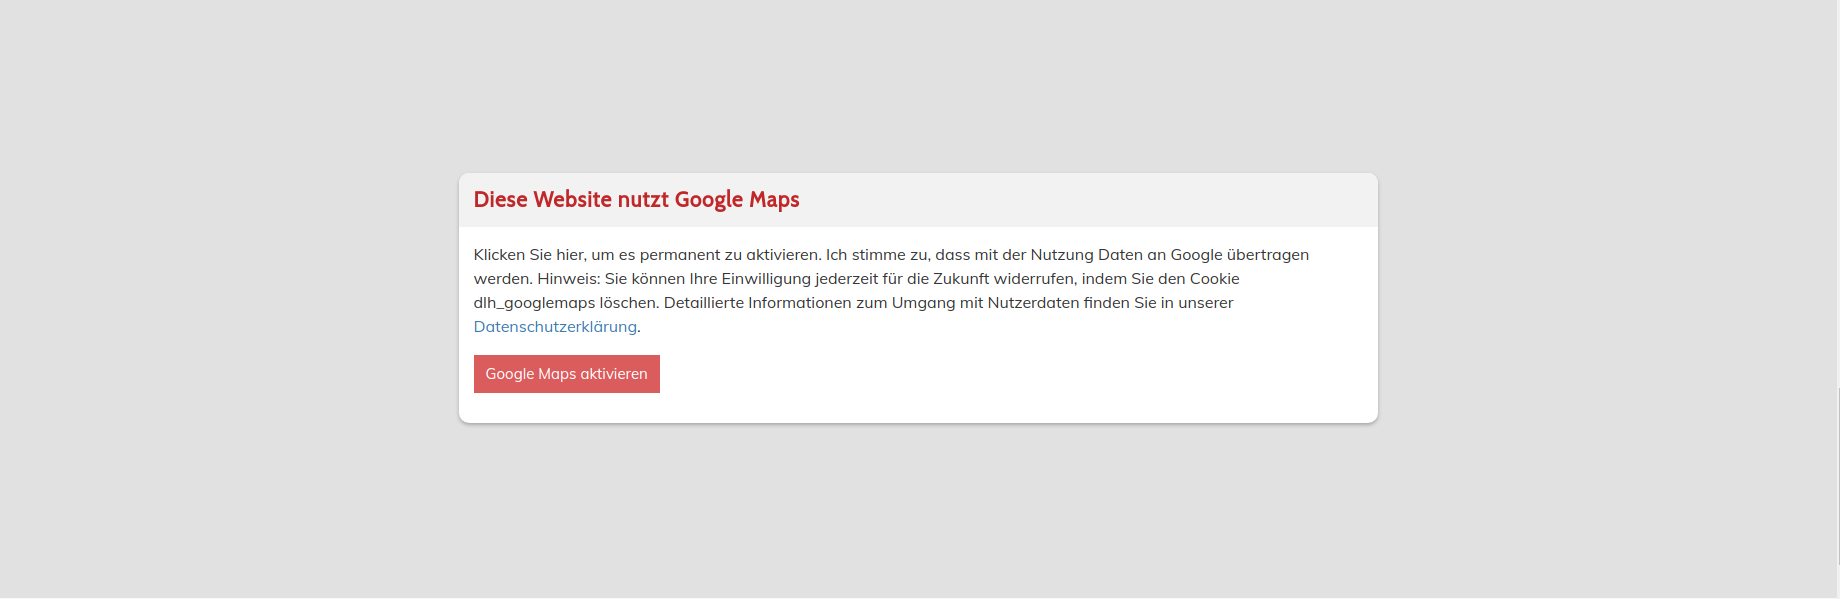 Diese Website nutzt Google Maps
Klicken Sie hier, um es permanent zu aktivieren. Ich stimme zu, dass mit der Nutzung Daten an Google übertragen
werden. Hinweis: Sie können Ihre Einwilligung jederzeit für die Zukunft widerrufen, indem Sie den Cookie
dlh_googlemaps löschen. Detaillierte Informationen zum Umgang mit Nutzerdaten finden Sie in unserer
Datenschutzerklärung.
Google Maps aktivieren